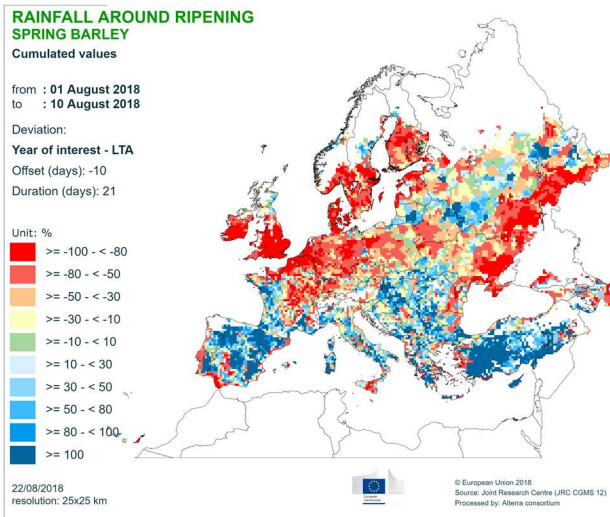 RAINFALL AROUND RIPENING
SPRING BARLEY
Cumulated values
from : 01 August 2018
to : 10 August 2018
Deviation:
Year of interest - LTA
Offset (days): -10
Duration (days): 21
Unit: %
>= -100 - < -80
>= -80 - < -50
>= -50 - < -30
>= -30 - < -10
>= -10 - < 10
>= 10 - < 30
>= 30 - < 50
>= 50 - < 80
>= 80 - < 100
>= 100
22/08/2018
resolution: 25x25 km
European
Commission
© European Union 2018
Source: Joint Research Centre (JRC CGMS 12)
Processed by: Alterra consortium